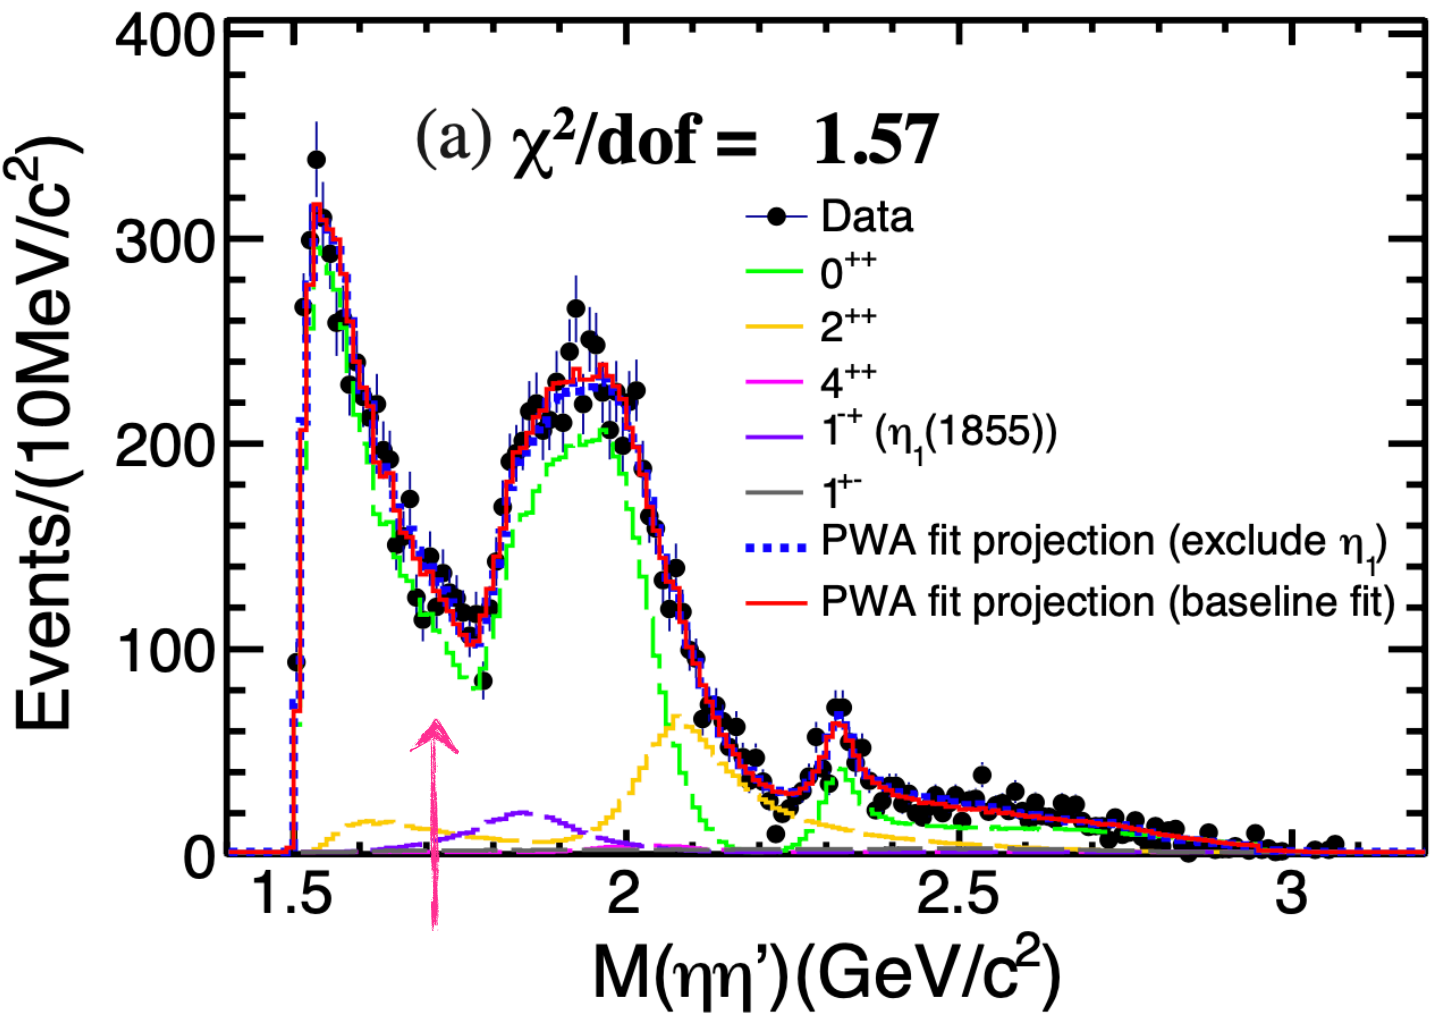 (a) χ²/dof = 1.57
Data
0⁺⁺
2⁺⁺
4⁺⁺
1⁻⁺ (η₁(1855))
1⁺⁻
PWA fit projection (exclude η₁)
PWA fit projection (baseline fit)
Events/(10MeV/c²)
400
300
200
100
0
1.5
2
2.5
3
M(ηη’)(GeV/c²)